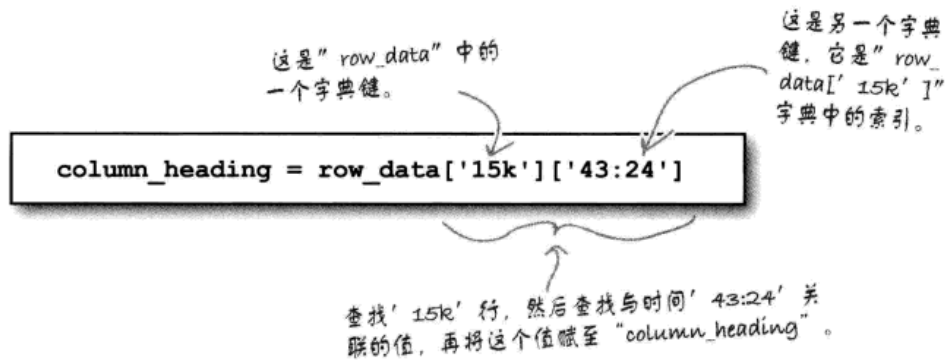 这是”row_data”中的
一个字典键。
这是另一个字典
键，它是”row_
data[’15k’]”
字典中的索引。
column_heading = row_data['15k']['43:24']
查找’15k’行，然后查找与时间’43:24’关
联的值，再将这个值赋至“column_heading”。